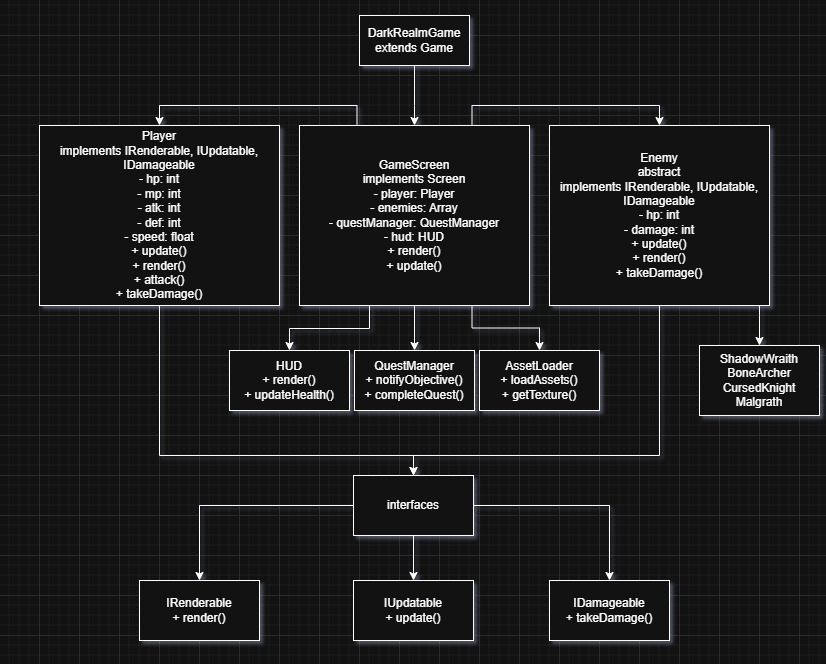 DarkRealmGame
extends Game
Player
implements IRenderable, IUpdatable,
IDamageable
- hp: int
- mp: int
- atk: int
- def: int
- speed: float
+ update()
+ render()
+ attack()
+ takeDamage()
GameScreen
implements Screen
- player: Player
- enemies: Array
- questManager: QuestManager
- hud: HUD
+ render()
+ update()
Enemy
abstract
implements IRenderable, IUpdatable,
IDamageable
- hp: int
- damage: int
+ update()
+ render()
+ takeDamage()
HUD
+ render()
+ updateHealth()
QuestManager
+ notifyObjective()
+ completeQuest()
AssetLoader
+ loadAssets()
+ getTexture()
ShadowWraith
BoneArcher
CursedKnight
Malgrath
interfaces
IRenderable
+ render()
IUpdatable
+ update()
IDamageable
+ takeDamage()